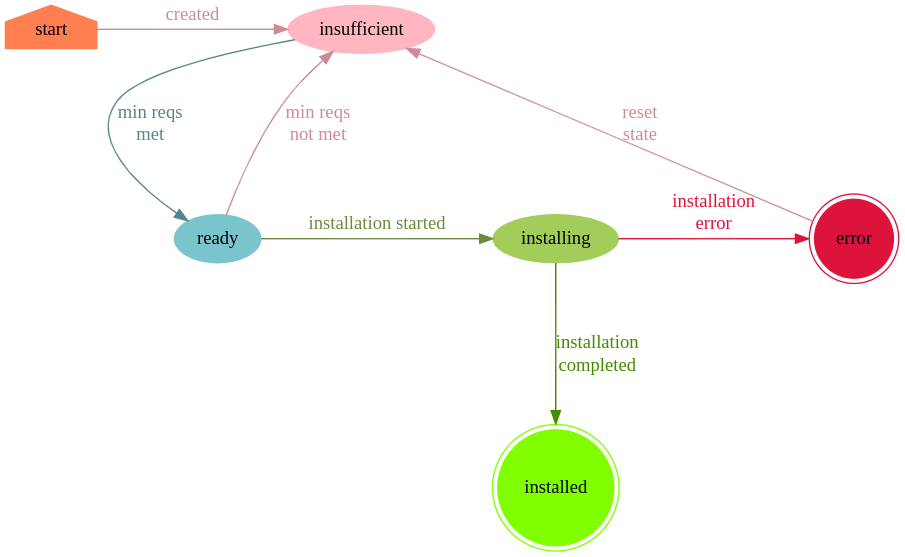 start
created
insufficient
min reqs
met
min reqs
not met
reset
state
ready
installation started
installing
installation
error
error
installation
completed
installed